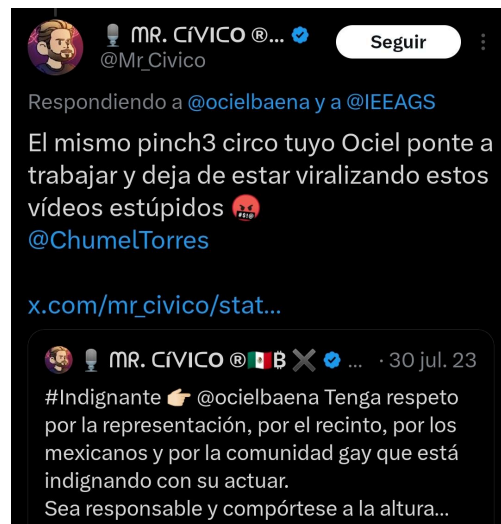 🎙️ MR. CíVICO ®...
Seguir
@Mr_Civico
Respondiendo a @ocielbaena y a @IEEAGS
El mismo pinch3 circo tuyo Ociel ponte a
trabajar y deja de estar viralizando estos
vídeos estúpidos 🤬
@ChumelTorres
x.com/mr_civico/stat...
🎙️ MR. CíVICO ®🇲🇽₿ ✖️ ... · 30 jul. 23
#Indignante 👉🏻 @ocielbaena Tenga respeto
por la representación, por el recinto, por los
mexicanos y por la comunidad gay que está
indignando con su actuar.
Sea responsable y compórtese a la altura...